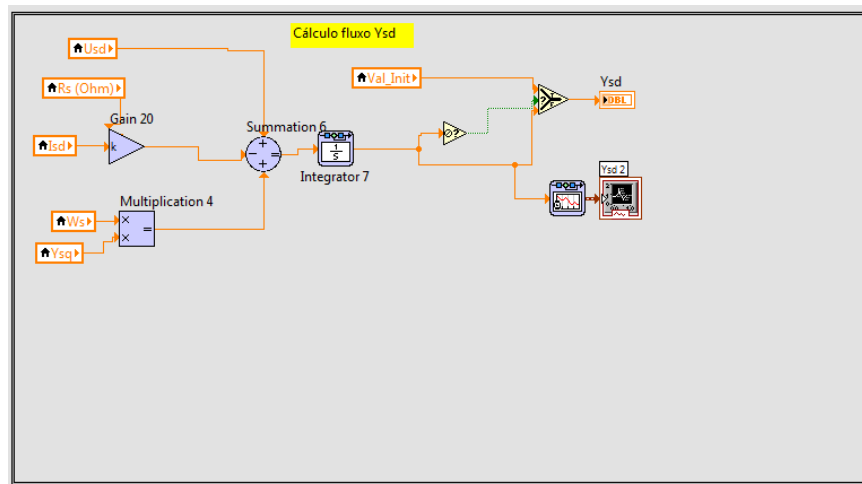 Cálculo fluxo Ysd
Usd
Rs (Ohm)
Val_Init
Ysd
DBL
Gain 20
Isd
k
Summation 6
+
- =
+
?
1
s
Integrator 7
Ysd 2
Multiplication 4
Ws
×
×
=
Ysq